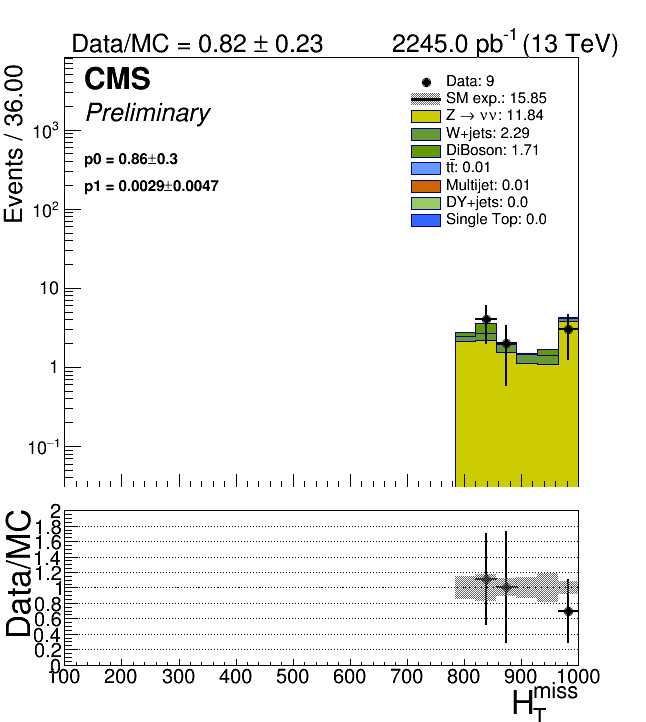 Data/MC = 0.82 ± 0.23
2245.0 pb⁻¹ (13 TeV)
CMS
Preliminary
p0 = 0.86±0.3
p1 = 0.0029±0.0047
Data: 9
SM exp.: 15.85
Z → νν: 11.84
W+jets: 2.29
DiBoson: 1.71
tt̄: 0.01
Multijet: 0.01
DY+jets: 0.0
Single Top: 0.0
Events / 36.00
10³
10²
10
1
10⁻¹
Data/MC
2
1.8
1.6
1.4
1.2
1
0.8
0.6
0.4
0.2
0
100 200 300 400 500 600 700 800 900 1000
H_T^miss